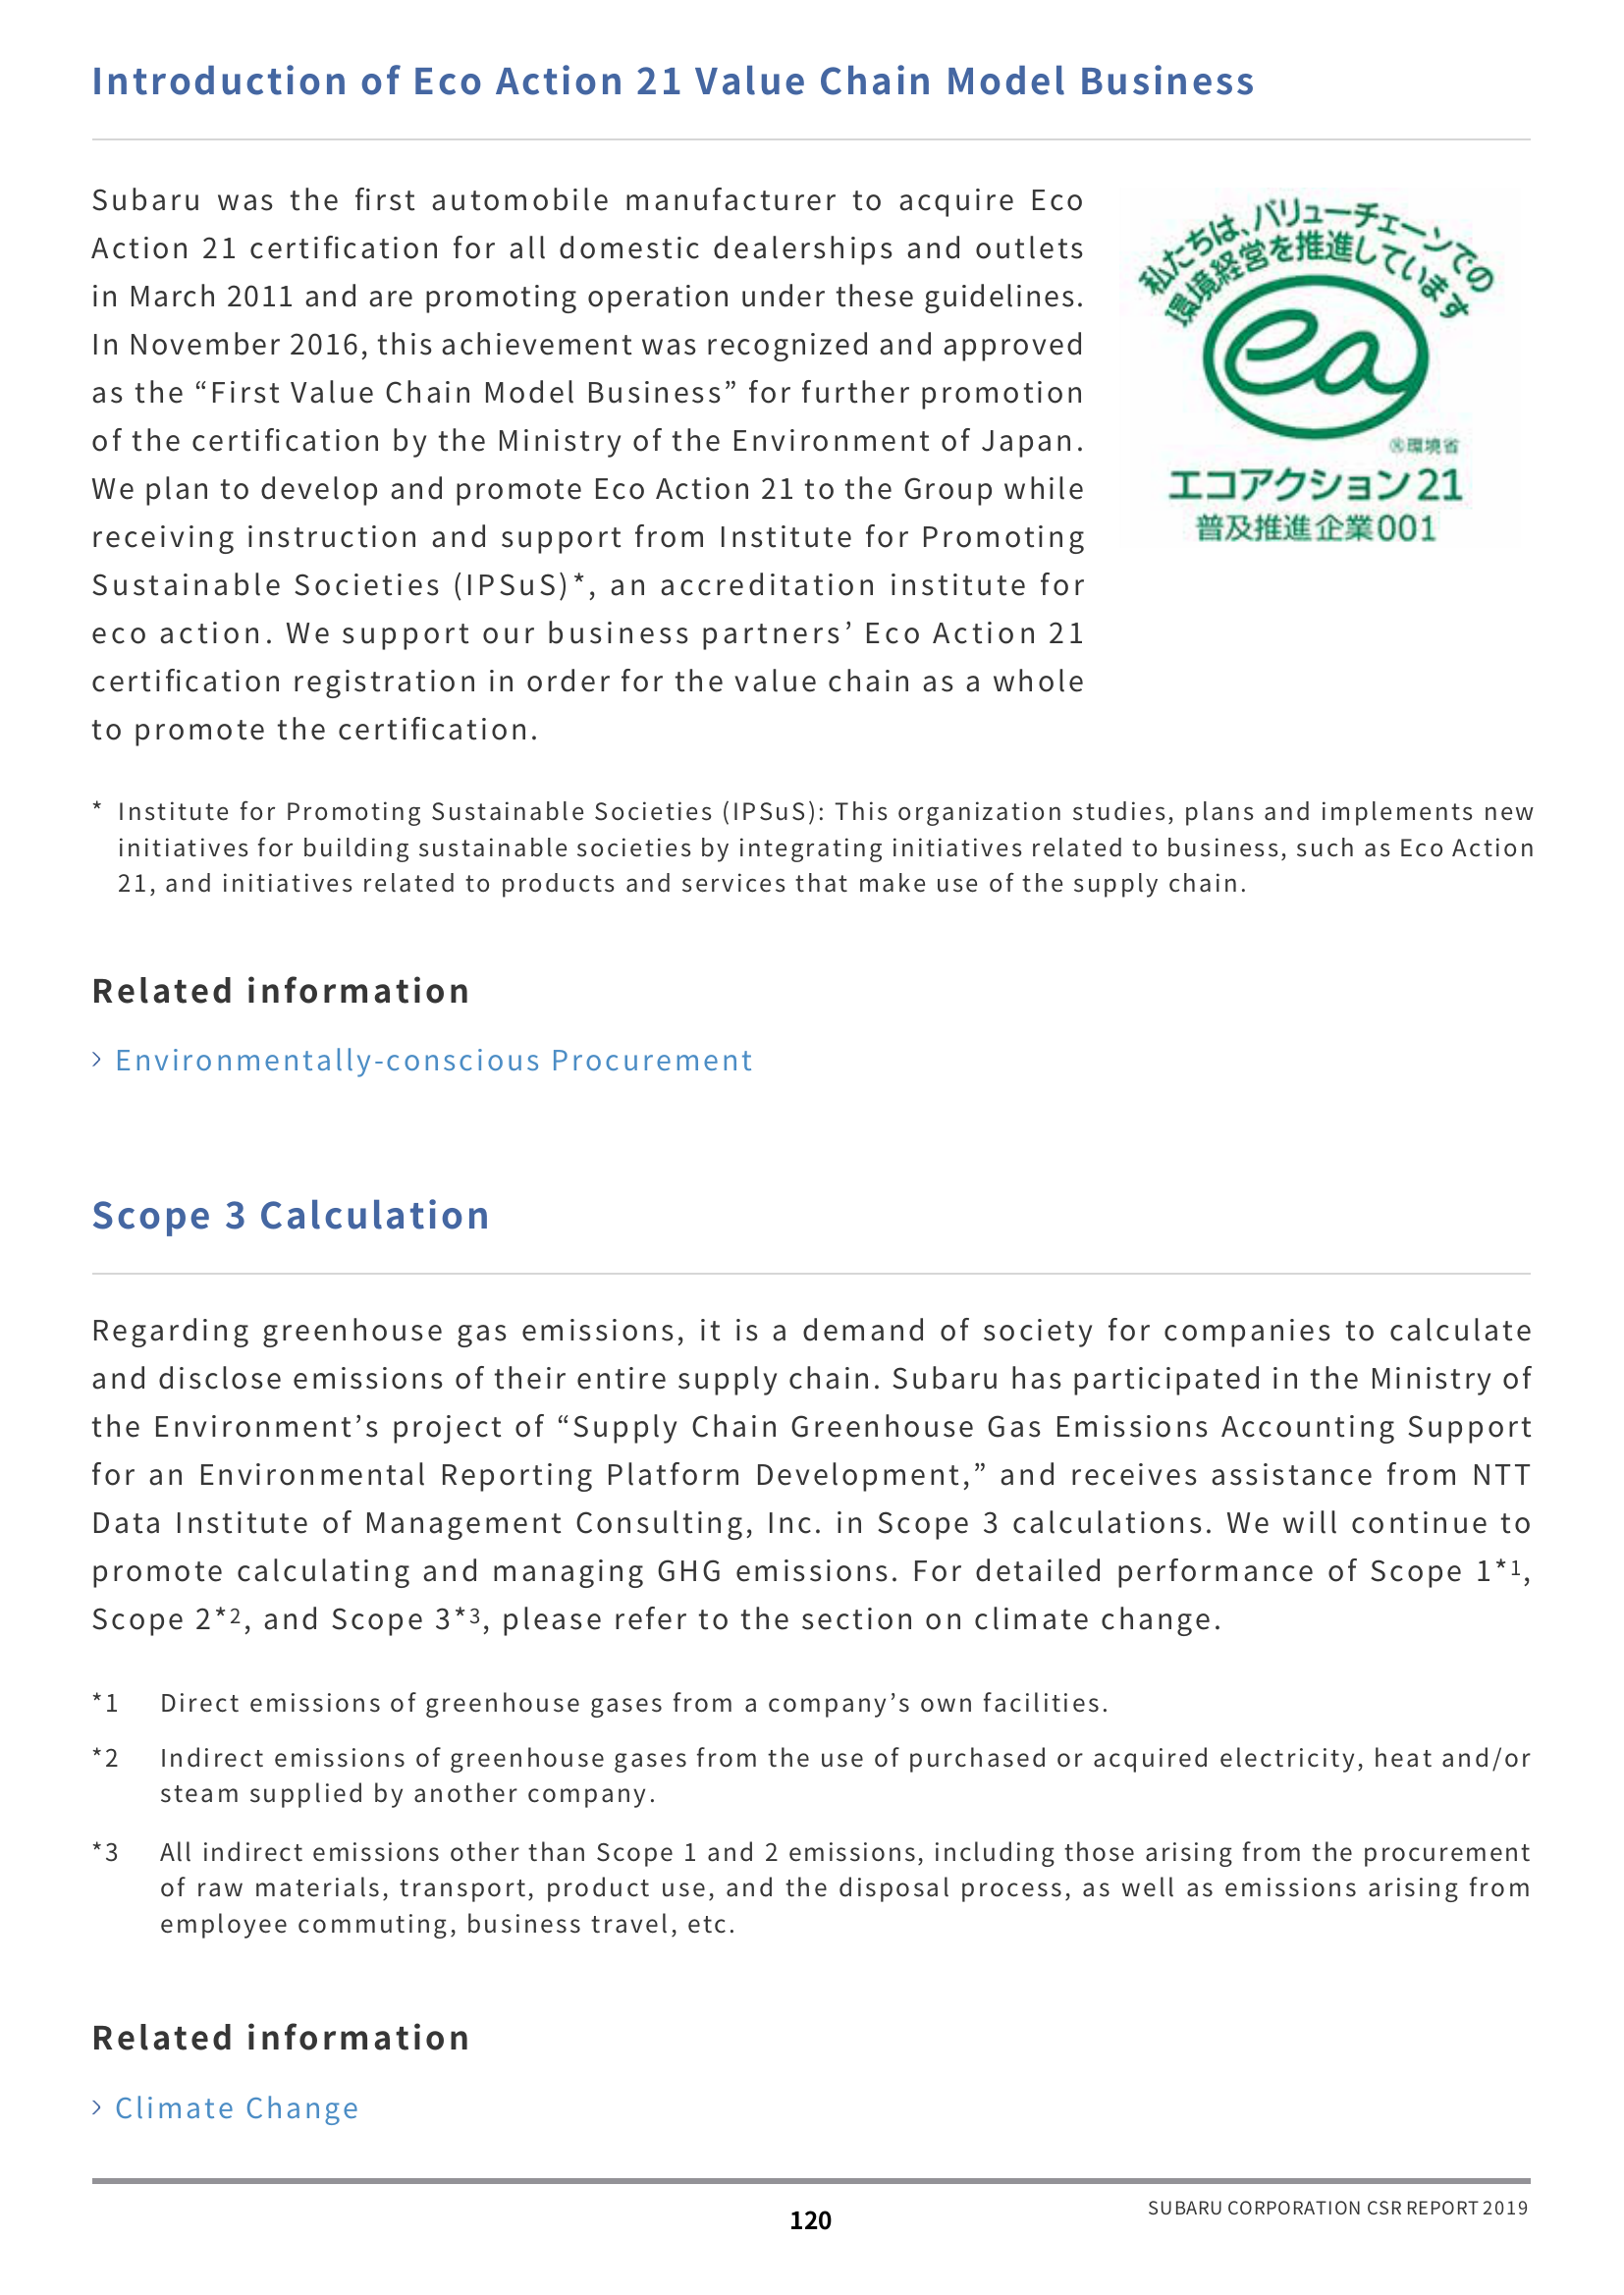 Introduction of Eco Action 21 Value Chain Model Business
Subaru was the first automobile manufacturer to acquire Eco
Action 21 certification for all domestic dealerships and outlets
in March 2011 and are promoting operation under these guidelines.
In November 2016, this achievement was recognized and approved
as the “First Value Chain Model Business” for further promotion
of the certification by the Ministry of the Environment of Japan.
We plan to develop and promote Eco Action 21 to the Group while
receiving instruction and support from Institute for Promoting
Sustainable Societies (IPSuS)*, an accreditation institute for
eco action. We support our business partners’ Eco Action 21
certification registration in order for the value chain as a whole
to promote the certification.
私たちは、バリューチェーンでの
環境経営を推進しています
ea
®環境省
エコアクション21
普及推進企業001
* Institute for Promoting Sustainable Societies (IPSuS): This organization studies, plans and implements new
initiatives for building sustainable societies by integrating initiatives related to business, such as Eco Action
21, and initiatives related to products and services that make use of the supply chain.
Related information
> Environmentally-conscious Procurement
Scope 3 Calculation
Regarding greenhouse gas emissions, it is a demand of society for companies to calculate
and disclose emissions of their entire supply chain. Subaru has participated in the Ministry of
the Environment’s project of “Supply Chain Greenhouse Gas Emissions Accounting Support
for an Environmental Reporting Platform Development,” and receives assistance from NTT
Data Institute of Management Consulting, Inc. in Scope 3 calculations. We will continue to
promote calculating and managing GHG emissions. For detailed performance of Scope 1*1,
Scope 2*2, and Scope 3*3, please refer to the section on climate change.
*1 Direct emissions of greenhouse gases from a company’s own facilities.
*2 Indirect emissions of greenhouse gases from the use of purchased or acquired electricity, heat and/or
steam supplied by another company.
*3 All indirect emissions other than Scope 1 and 2 emissions, including those arising from the procurement
of raw materials, transport, product use, and the disposal process, as well as emissions arising from
employee commuting, business travel, etc.
Related information
> Climate Change
120
SUBARU CORPORATION CSR REPORT 2019